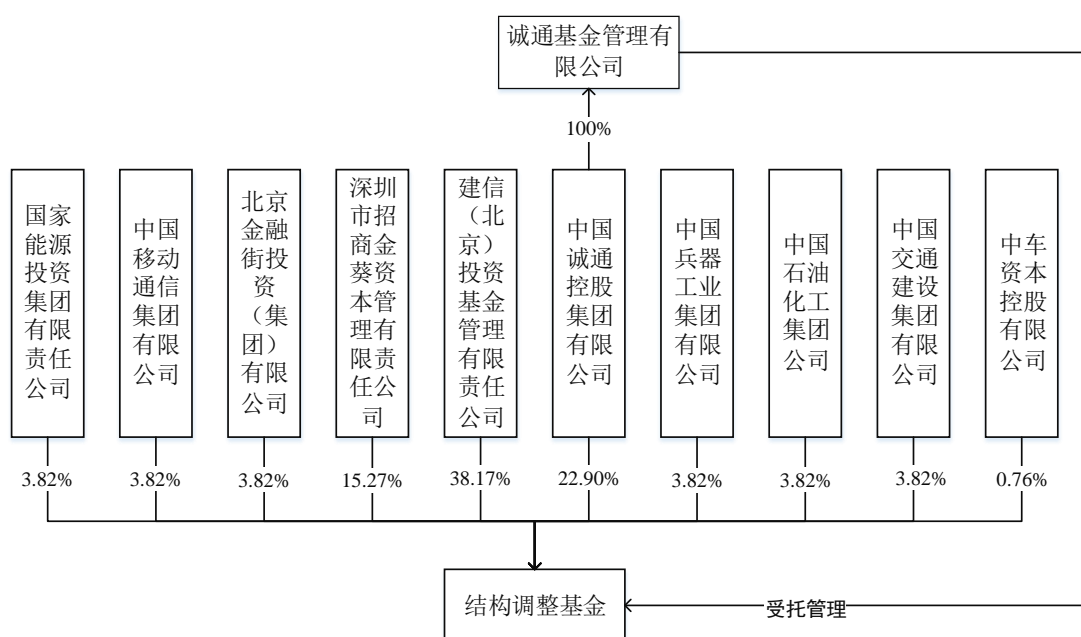 诚通基金管理有
限公司
100%
国家
能源
投资
集团
有限
责任
公司
中国
移动
通信
集团
有限
公司
北京
金融
街投
资
（集
团）
有限
公司
深圳
市招
商金
葵资
本管
理有
限责
任公
司
建信
（北
京）
投资
基金
管理
有限
责任
公司
中国
诚通
控股
集团
有限
公司
中国
兵器
工业
集团
有限
公司
中国
石油
化工
集团
公司
中国
交通
建设
集团
有限
公司
中车
资本
控股
有限
公司
3.82%
3.82%
3.82%
15.27%
38.17%
22.90%
3.82%
3.82%
3.82%
0.76%
结构调整基金
受托管理